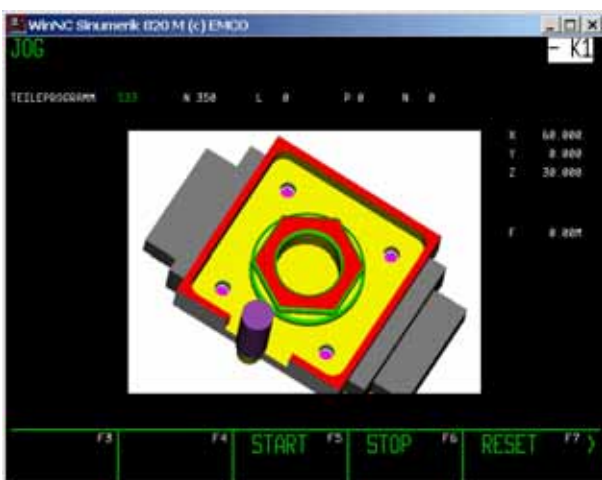 WinNC Sinumerik 820 M (c) EMCO
JOG
- K1
TEILEPROGRAMM N 350 L 0 P 0 N 0
X 60.000
Y 0.000
Z 30.000
F 0.00M
F3 F4 START F5 STOP F6 RESET F7 >